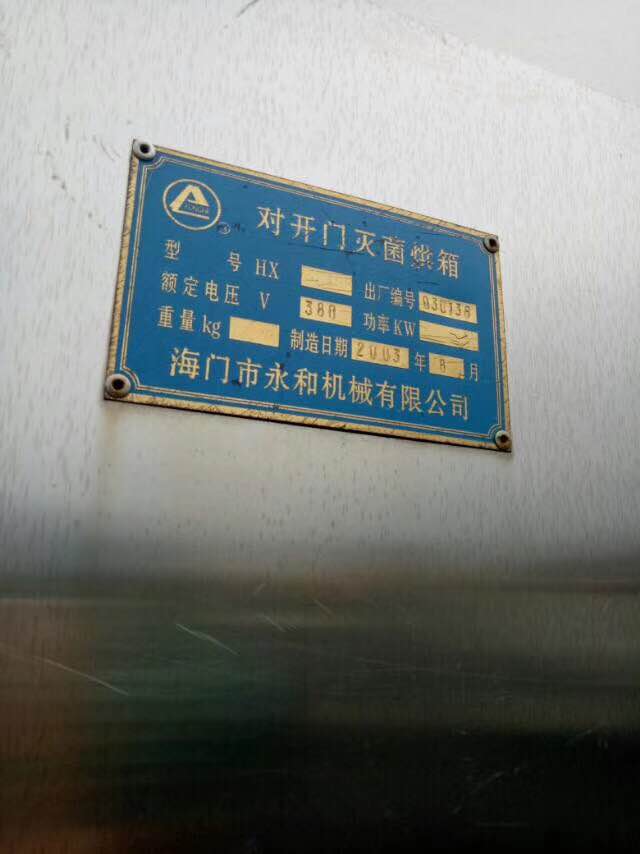 对开门灭菌烘箱
型号 HX 出厂编号 030138
额定电压 V 380 功率 KW
重量 kg 制造日期 2003 年 8 月
海门市永和机械有限公司